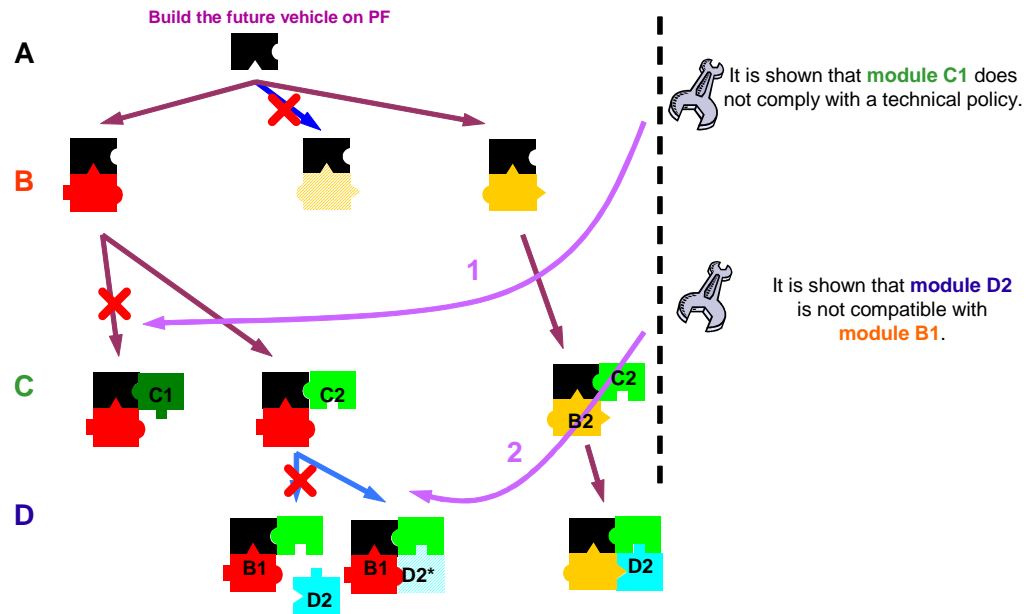 Build the future vehicle on PF
A
It is shown that module C1 does
not comply with a technical policy.
B
1
It is shown that module D2
is not compatible with
module B1.
C
C1
C2
C2
B2
2
D
B1
D2
B1
D2*
D2